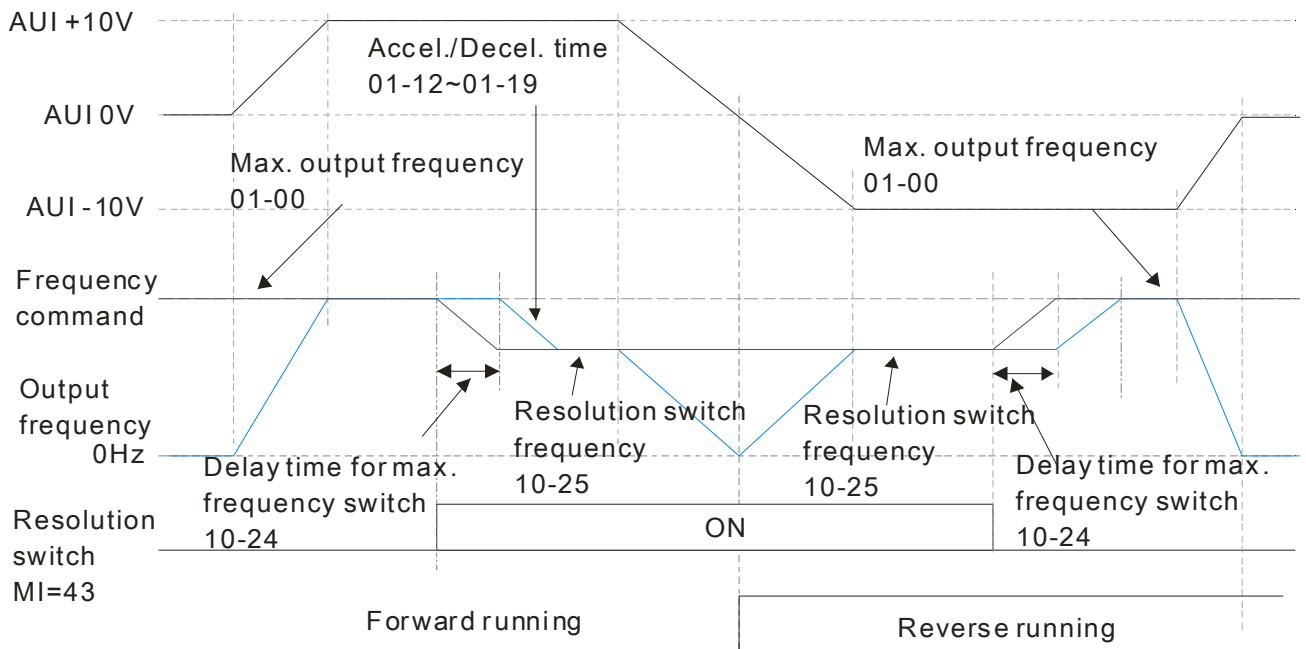 AUI +10V
Accel./Decel. time
01-12~01-19
AUI 0V
Max. output frequency
01-00
Max. output frequency
01-00
AUI -10V
Frequency
command
Output
frequency
0Hz
Resolution switch
frequency
10-25
Resolution switch
frequency
10-25
Delay time for max.
frequency switch
10-24
Delay time for max.
frequency switch
10-24
Resolution
switch
MI=43
ON
Forward running
Reverse running